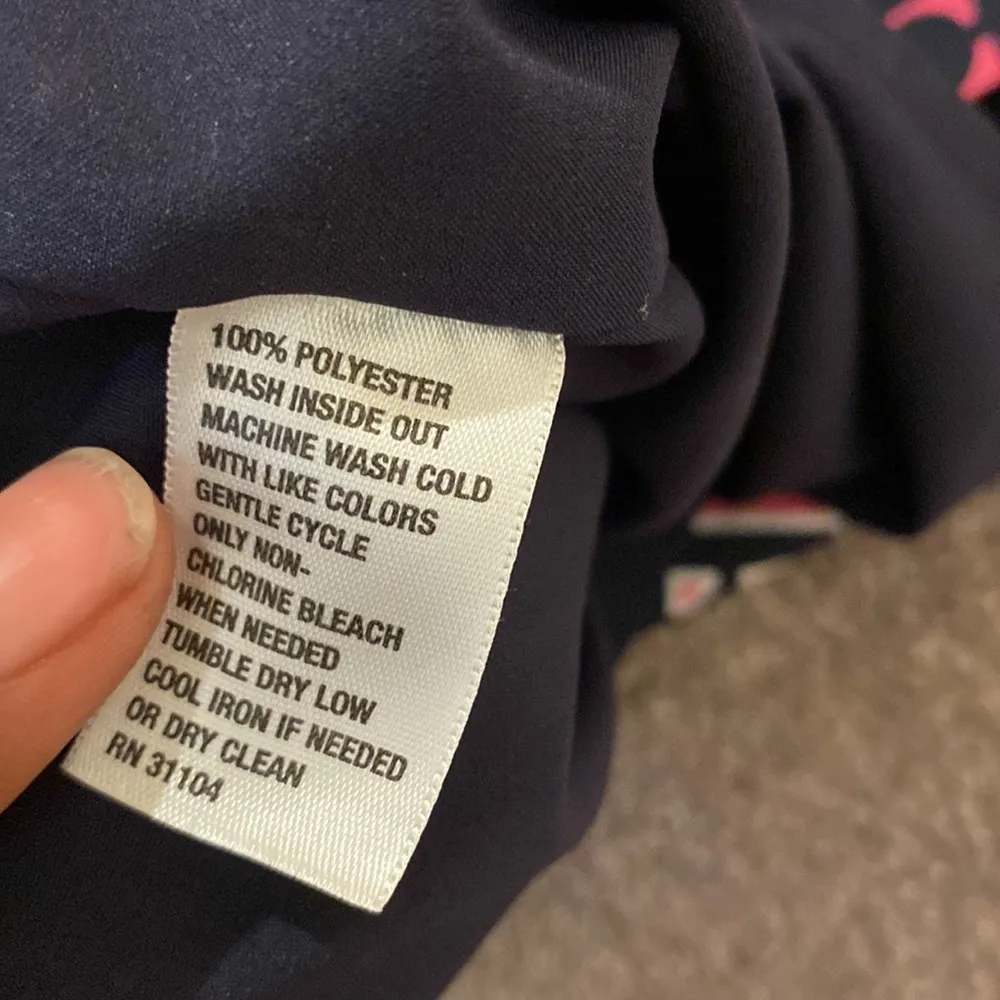 100% POLYESTER
WASH INSIDE OUT
MACHINE WASH COLD
WITH LIKE COLORS
GENTLE CYCLE
ONLY NON-
CHLORINE BLEACH
WHEN NEEDED
TUMBLE DRY LOW
COOL IRON IF NEEDED
OR DRY CLEAN
RN 31104